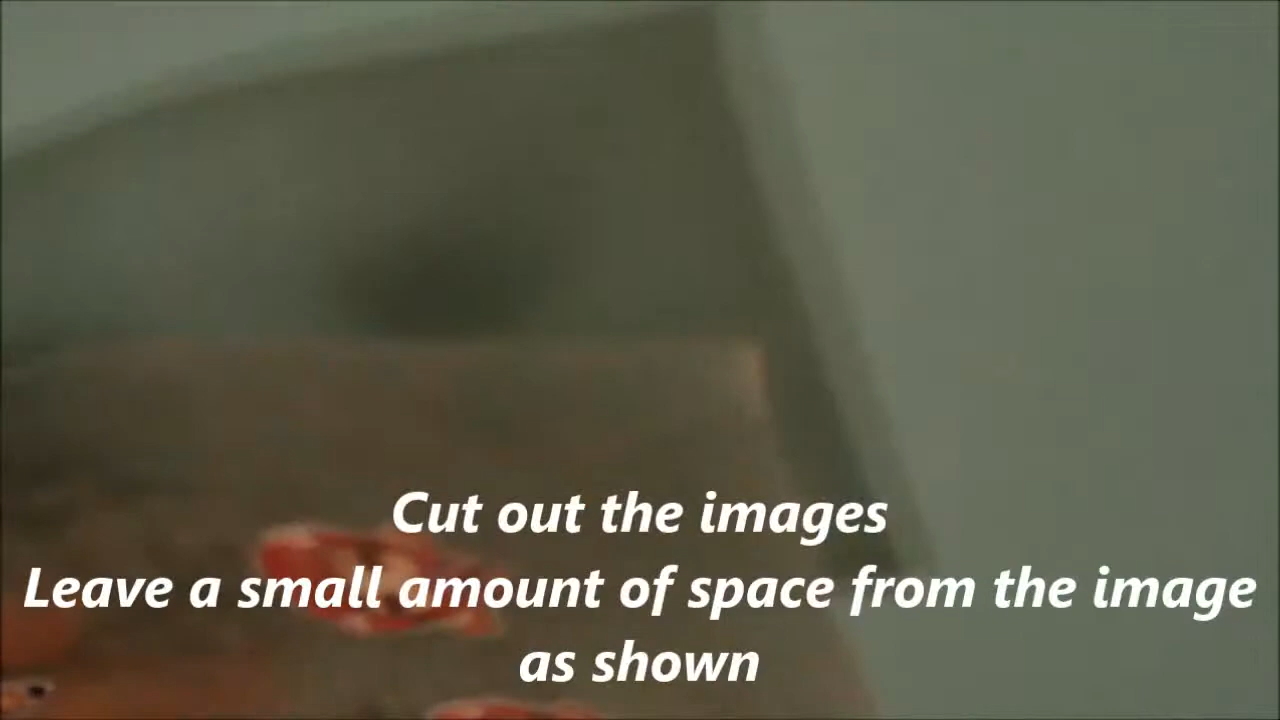 Cut out the images
Leave a small amount of space from the image
as shown